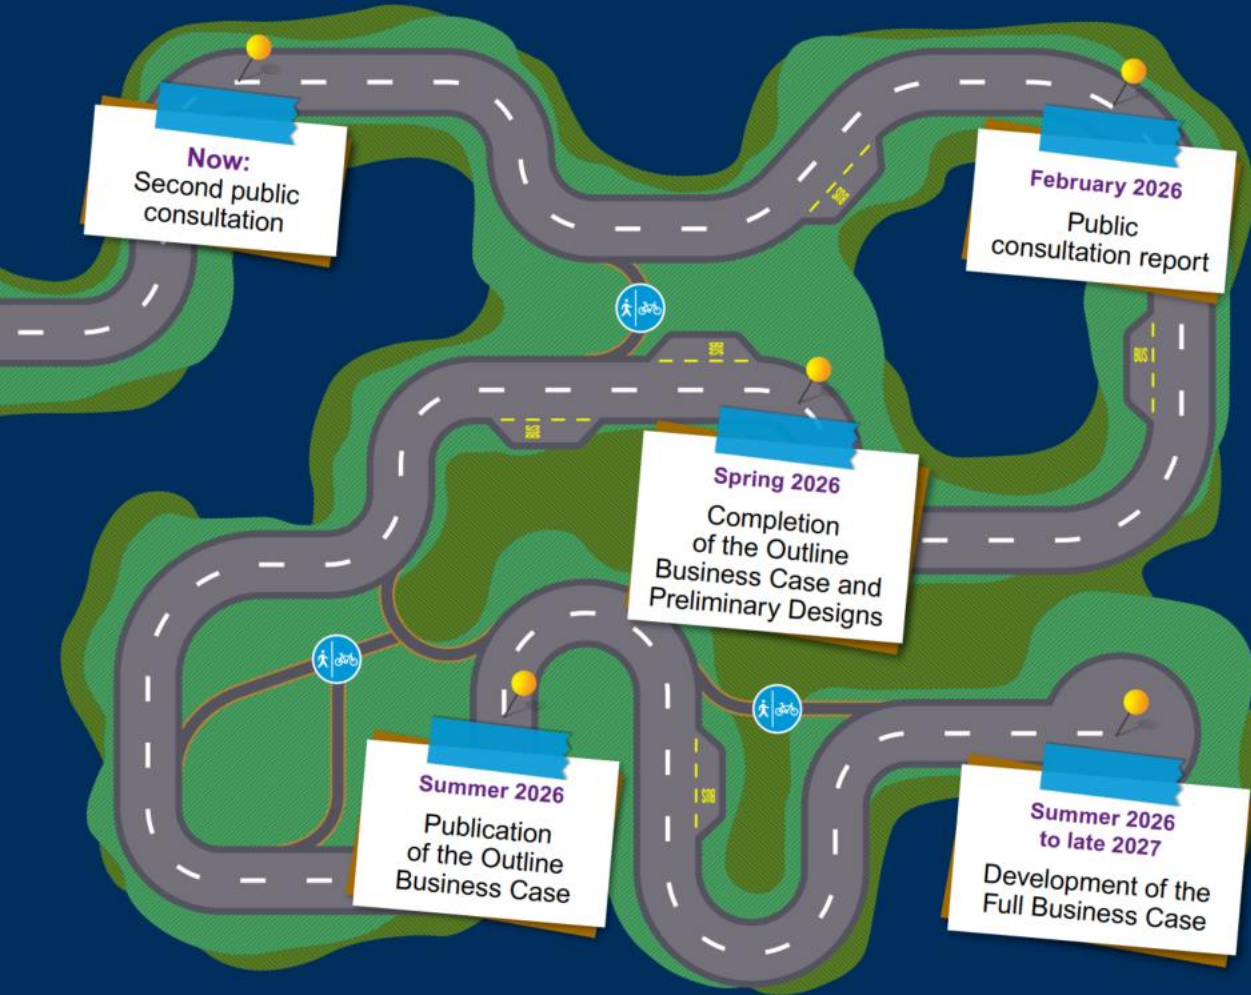 Now:
Second public
consultation
BUS
February 2026
Public
consultation report
BUS
BUS
BUS
Spring 2026
Completion
of the Outline
Business Case and
Preliminary Designs
Summer 2026
Publication
of the Outline
Business Case
BUS
Summer 2026
to late 2027
Development of the
Full Business Case